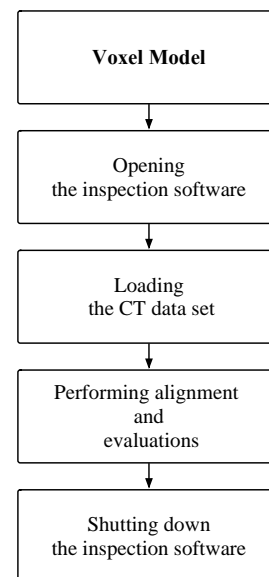 Voxel Model
Opening
the inspection software
Loading
the CT data set
Performing alignment
and
evaluations
Shutting down
the inspection software